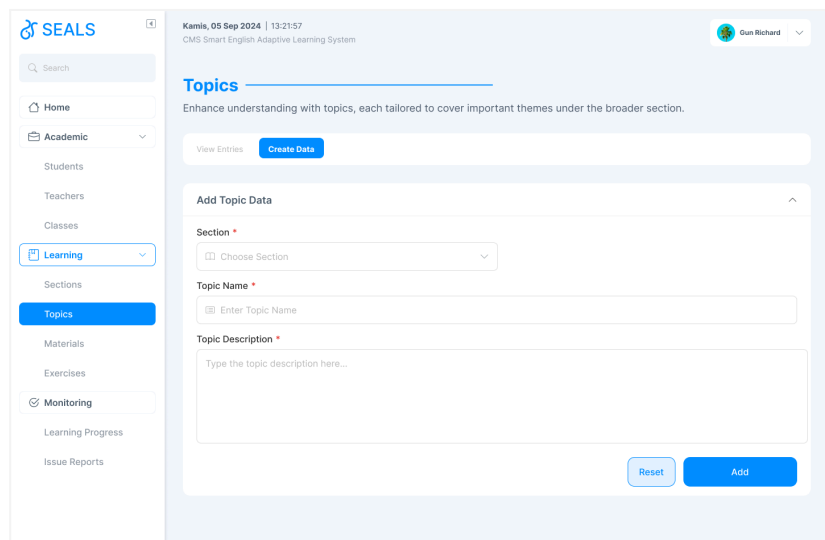 SEALS
Search
Home
Academic
Students
Teachers
Classes
Learning
Sections
Topics
Materials
Exercises
Monitoring
Learning Progress
Issue Reports
Kamis, 05 Sep 2024 | 13:21:57
CMS Smart English Adaptive Learning System
Gun Richard
Topics
Enhance understanding with topics, each tailored to cover important themes under the broader section.
View Entries Create Data
Add Topic Data
Section *
Choose Section
Topic Name *
Enter Topic Name
Topic Description *
Type the topic description here...
Reset Add